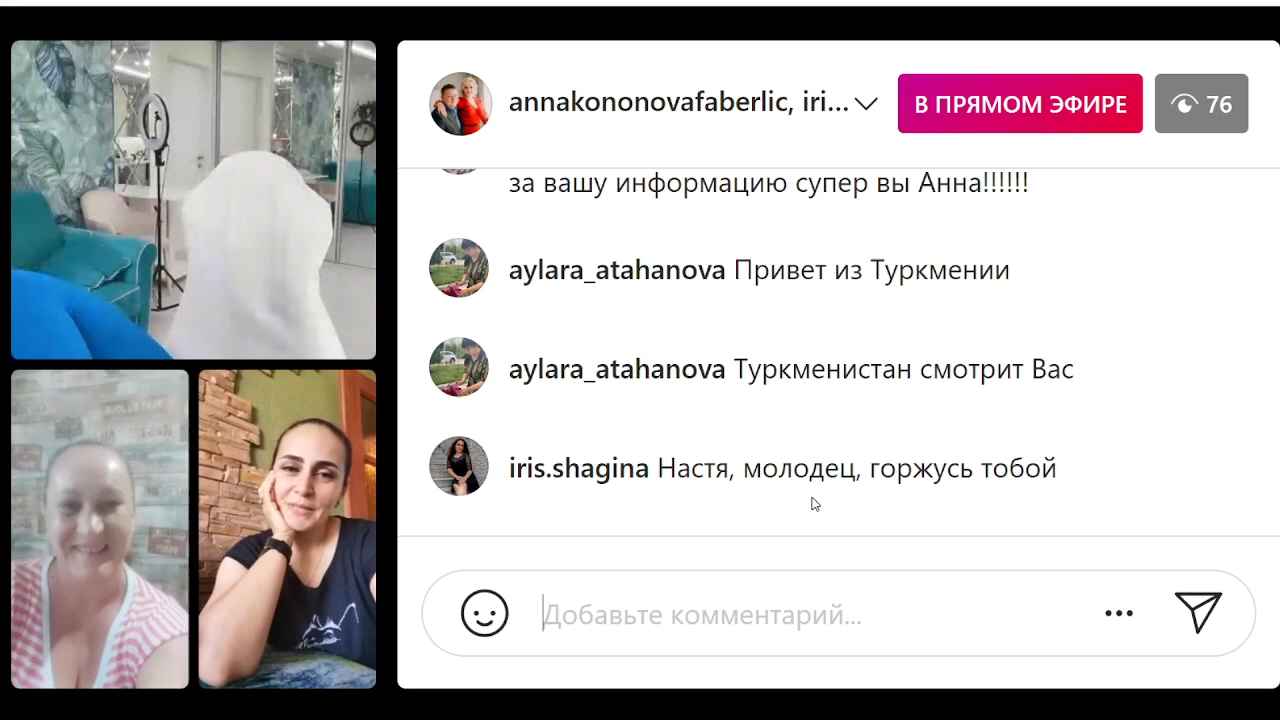 annakononovafaberlic, iri...
В ПРЯМОМ ЭФИРЕ
76
за вашу информацию супер вы Анна!!!!!!
aylara_atahanova Привет из Туркмении
aylara_atahanova Туркменистан смотрит Вас
iris.shagina Настя, молодец, горжусь тобой
Добавьте комментарий...